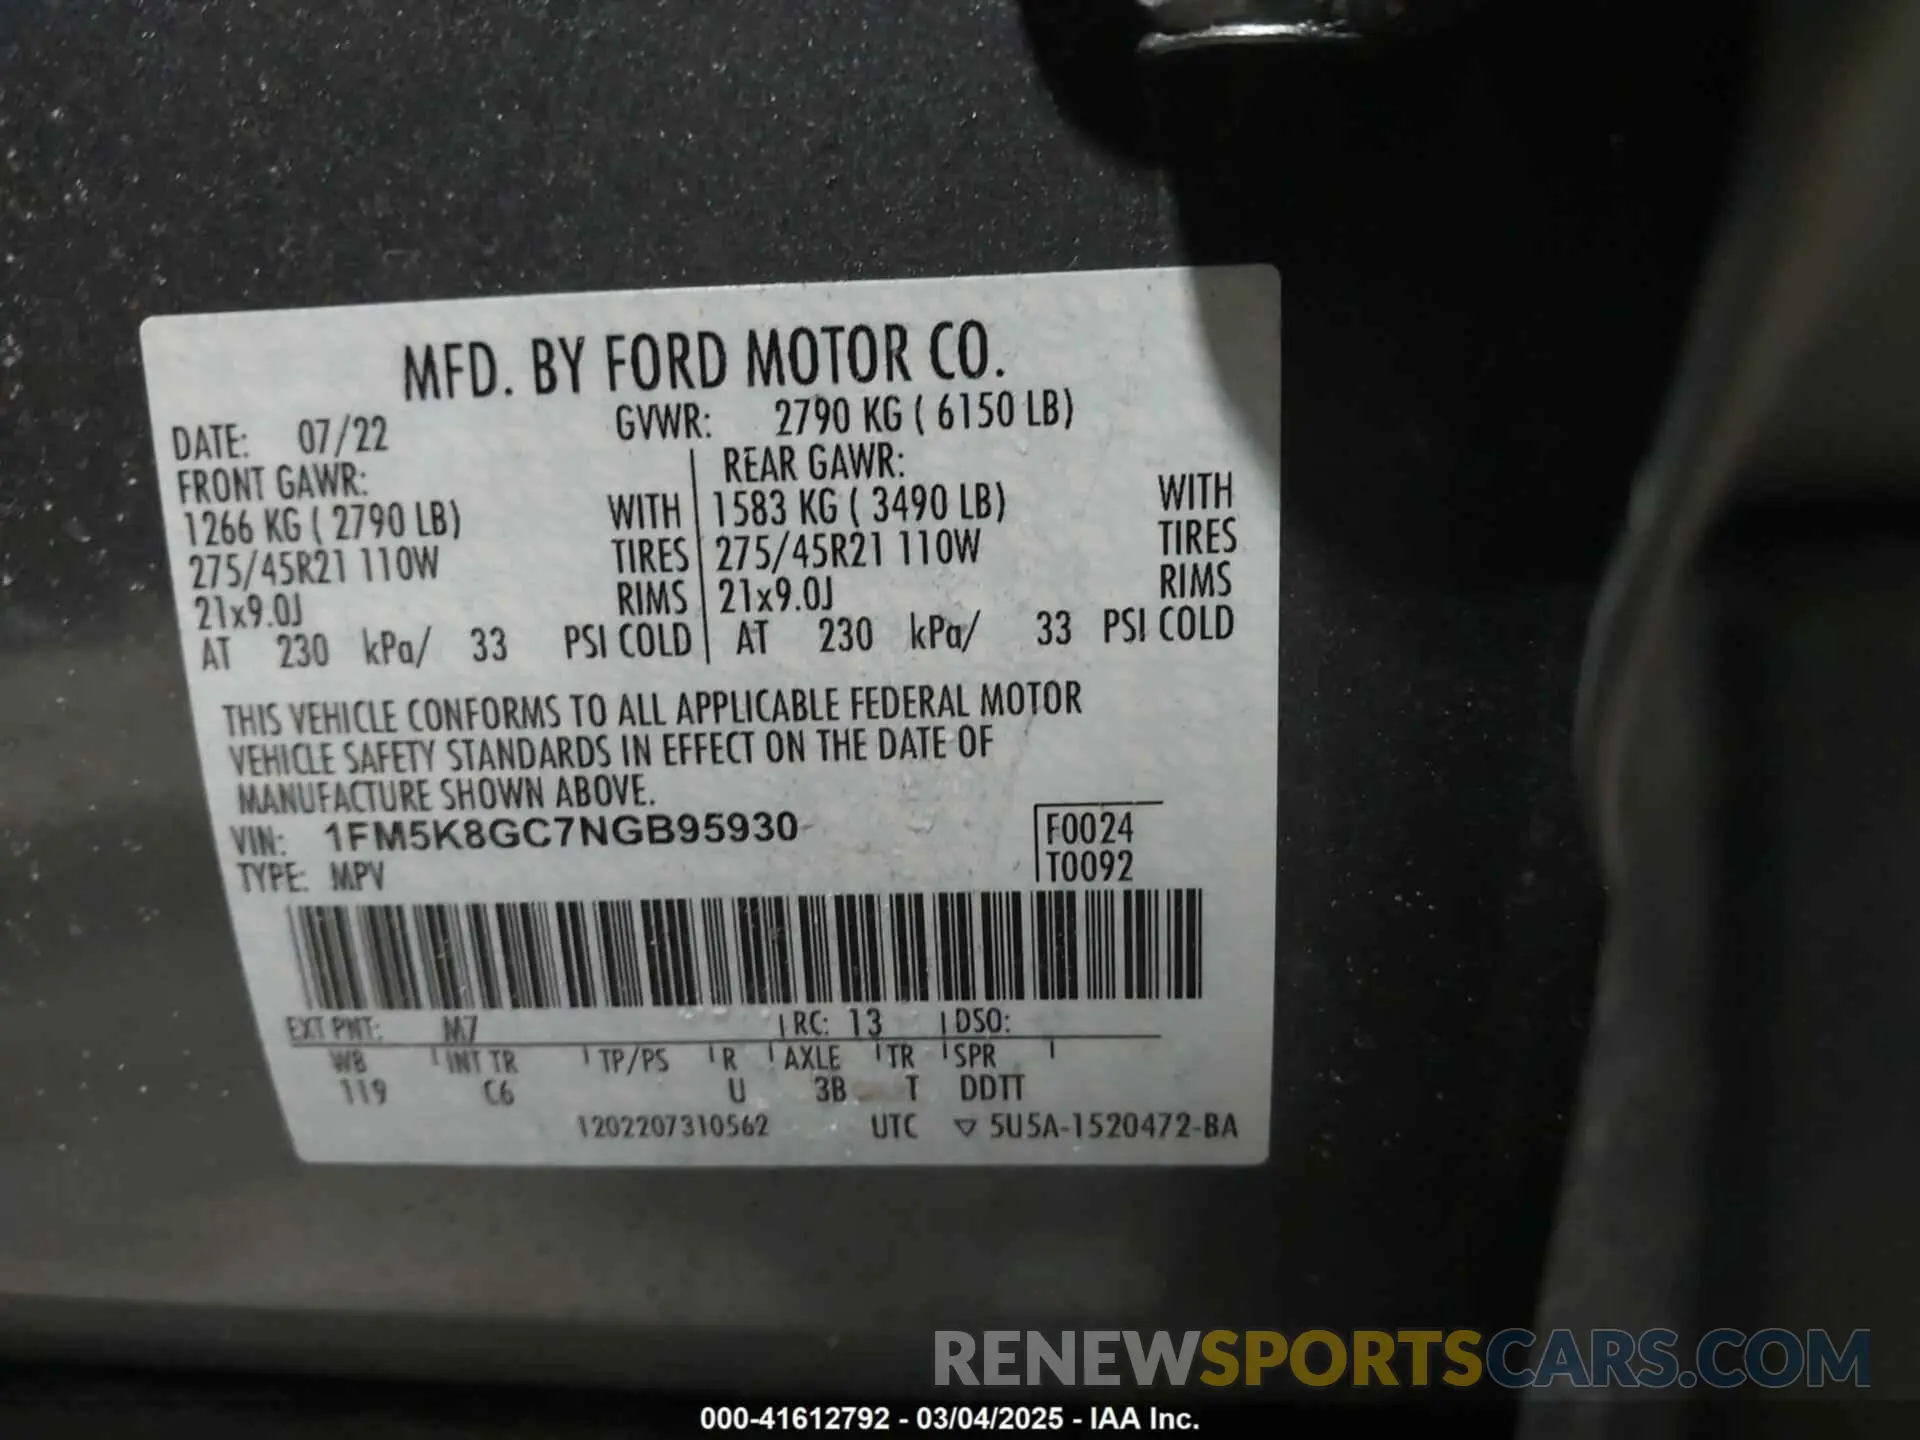 MFD. BY FORD MOTOR CO.
DATE: 07/22 GVWR: 2790 KG ( 6150 LB)
FRONT GAWR: REAR GAWR:
1266 KG ( 2790 LB) WITH 1583 KG ( 3490 LB) WITH
275/45R21 110W TIRES 275/45R21 110W TIRES
21x9.0J RIMS 21x9.0J RIMS
AT 230 kPa/ 33 PSI COLD AT 230 kPa/ 33 PSI COLD
THIS VEHICLE CONFORMS TO ALL APPLICABLE FEDERAL MOTOR
VEHICLE SAFETY STANDARDS IN EFFECT ON THE DATE OF
MANUFACTURE SHOWN ABOVE.
VIN: 1FM5K8GC7NGB95930 F0024
TYPE: MPV T0092
EXT PNT: M7 RC: 13 DSO:
WB INT TR TP/PS R AXLE TR SPR
119 C6 U 3B T DDTT
1202207310562 UTC ▽ 5U5A-1520472-BA
RENEWSPORTSCARS.COM
000-41612792 - 03/04/2025 - IAA Inc.